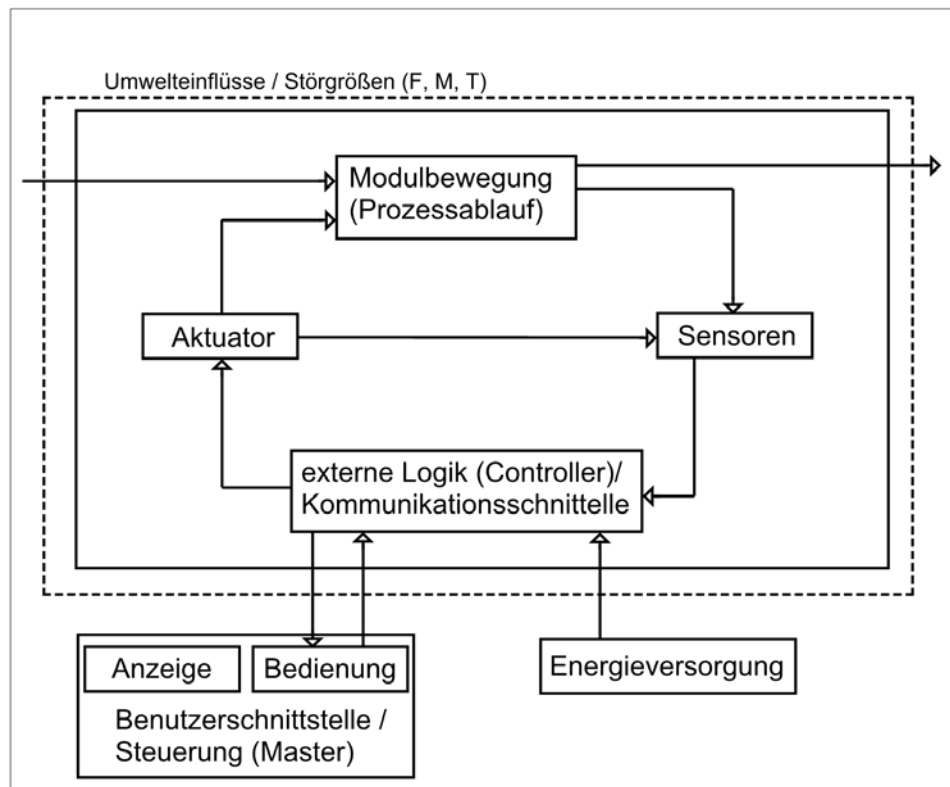 Umwelteinflüsse / Störgrößen (F, M, T)
Modulbewegung
(Prozessablauf)
Aktuator
Sensoren
externe Logik (Controller)/
Kommunikationsschnittelle
Anzeige
Bedienung
Energieversorgung
Benutzerschnittstelle /
Steuerung (Master)